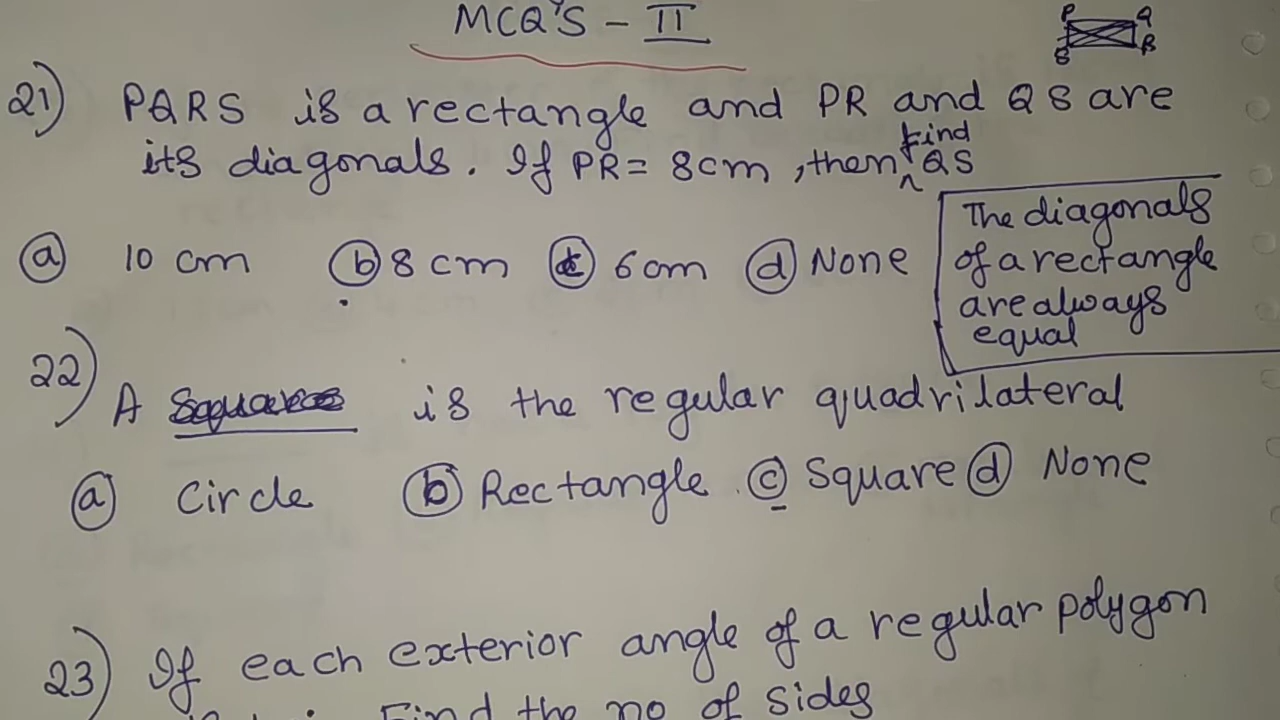 MCQ'S - II
P Q
S R
21) PQRS is a rectangle and PR and QS are
its diagonals. If PR = 8cm, then find QS
The diagonals
of a rectangle
are always
equal
a 10 cm b 8 cm c 6 cm d None
22) A Square is the regular quadrilateral
a Circle b Rectangle c Square d None
23) If each exterior angle of a regular polygon
Find the no of sides